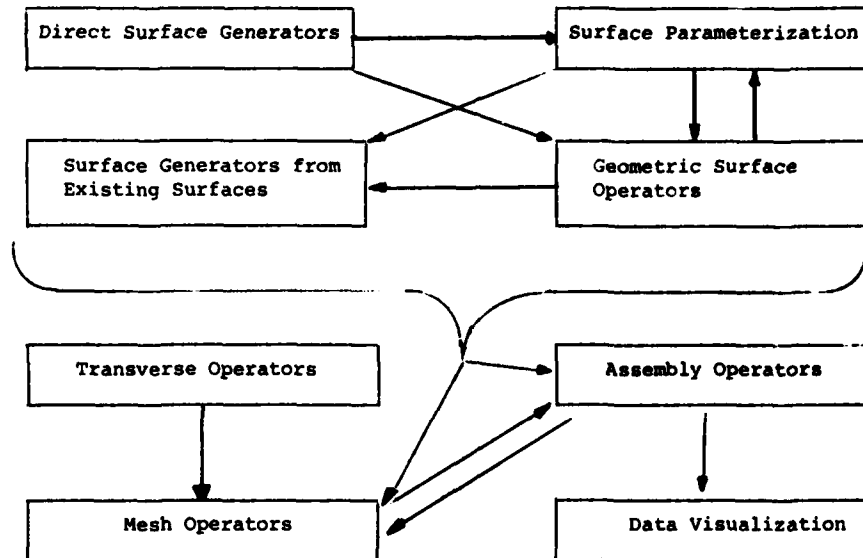 Direct Surface Generators
Surface Parameterization
Surface Generators from
Existing Surfaces
Geometric Surface
Operators
Transverse Operators
Assembly Operators
Mesh Operators
Data Visualization